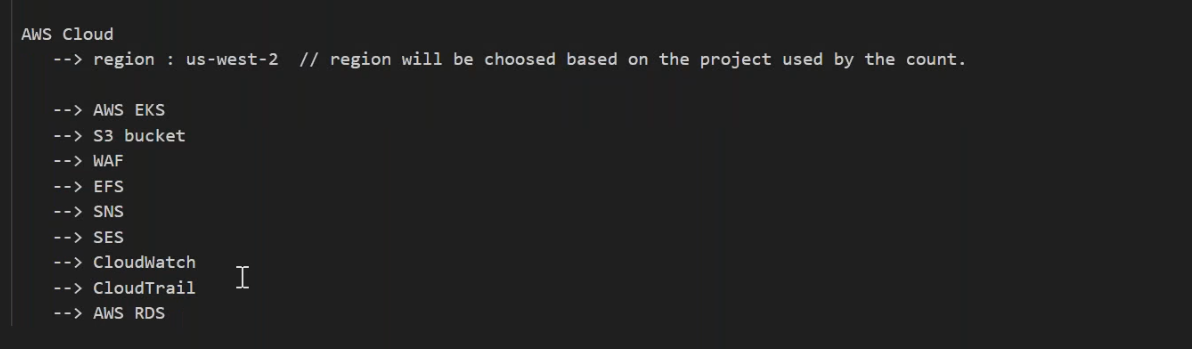 AWS Cloud
--> region : us-west-2 // region will be choosed based on the project used by the count.
--> AWS EKS
--> S3 bucket
--> WAF
--> EFS
--> SNS
--> SES
--> CloudWatch
--> CloudTrail
--> AWS RDS